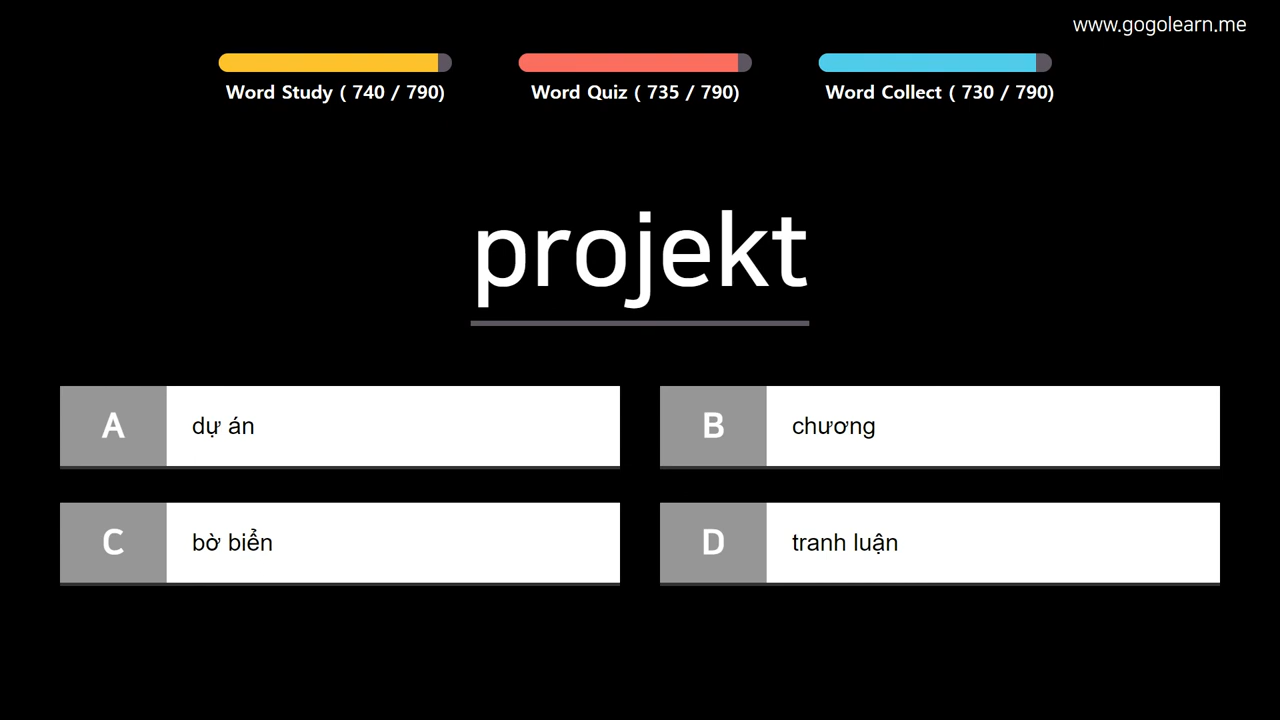 www.gogolearn.me
Word Study ( 740 / 790)
Word Quiz ( 735 / 790)
Word Collect ( 730 / 790)
projekt
A
dự án
B
chương
C
bờ biển
D
tranh luận